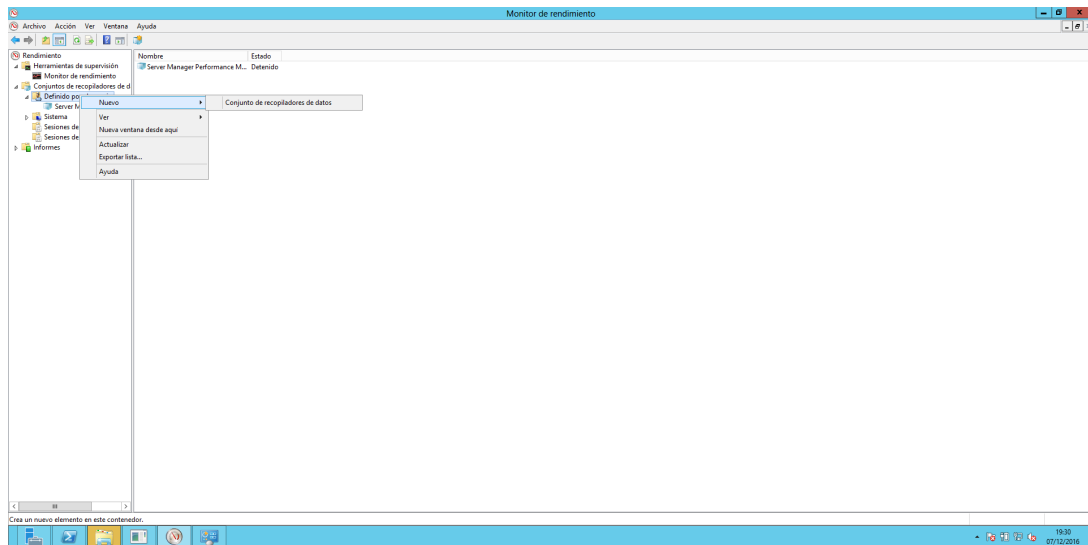 Monitor de rendimiento
Archivo Acción Ver Ventana Ayuda
Rendimiento
Herramientas de supervisión
Monitor de rendimiento
Conjuntos de recopiladores de d
Definido po
Server M
Sistema
Sesiones de
Sesiones de
Informes
Nombre Estado
Server Manager Performance M... Detenido
Nuevo
Ver
Nueva ventana desde aquí
Actualizar
Exportar lista...
Ayuda
Conjunto de recopiladores de datos
Crea un nuevo elemento en este contenedor.
19:30
07/12/2016